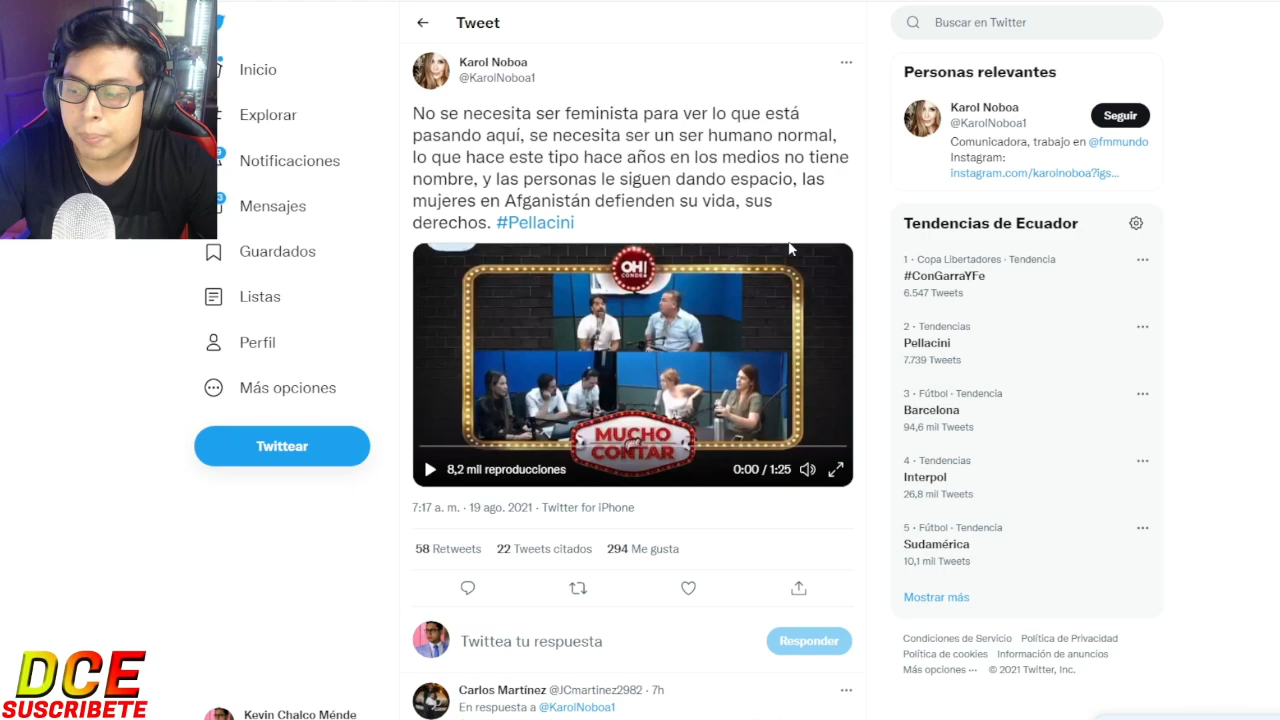 Inicio
Explorar
Notificaciones
Mensajes
Guardados
Listas
Perfil
Más opciones
Twittear
DCE
SUSCRIBETE
Kevin Chalco Ménde
Tweet
Karol Noboa
@KarolNoboa1
No se necesita ser feminista para ver lo que está
pasando aquí, se necesita ser un ser humano normal,
lo que hace este tipo hace años en los medios no tiene
nombre, y las personas le siguen dando espacio, las
mujeres en Afganistán defienden su vida, sus
derechos. #Pellacini
OH!
CONDE
MUCHO
que
CONTAR
8,2 mil reproducciones
0:00 / 1:25
7:17 a. m. · 19 ago. 2021 · Twitter for iPhone
58 Retweets 22 Tweets citados 294 Me gusta
Twittea tu respuesta
Responder
Carlos Martínez @JCmartinez2982 · 7h
En respuesta a @KarolNoboa1
Buscar en Twitter
Personas relevantes
Karol Noboa
@KarolNoboa1
Seguir
Comunicadora, trabajo en @fmmundo
Instagram:
instagram.com/karolnoboa?igs...
Tendencias de Ecuador
1 · Copa Libertadores · Tendencia
#ConGarraYFe
6.547 Tweets
2 · Tendencias
Pellacini
7.739 Tweets
3 · Fútbol · Tendencia
Barcelona
94,6 mil Tweets
4 · Tendencias
Interpol
26,8 mil Tweets
5 · Fútbol · Tendencia
Sudamérica
10,1 mil Tweets
Mostrar más
Condiciones de Servicio Política de Privacidad
Política de cookies Información de anuncios
Más opciones ··· © 2021 Twitter, Inc.